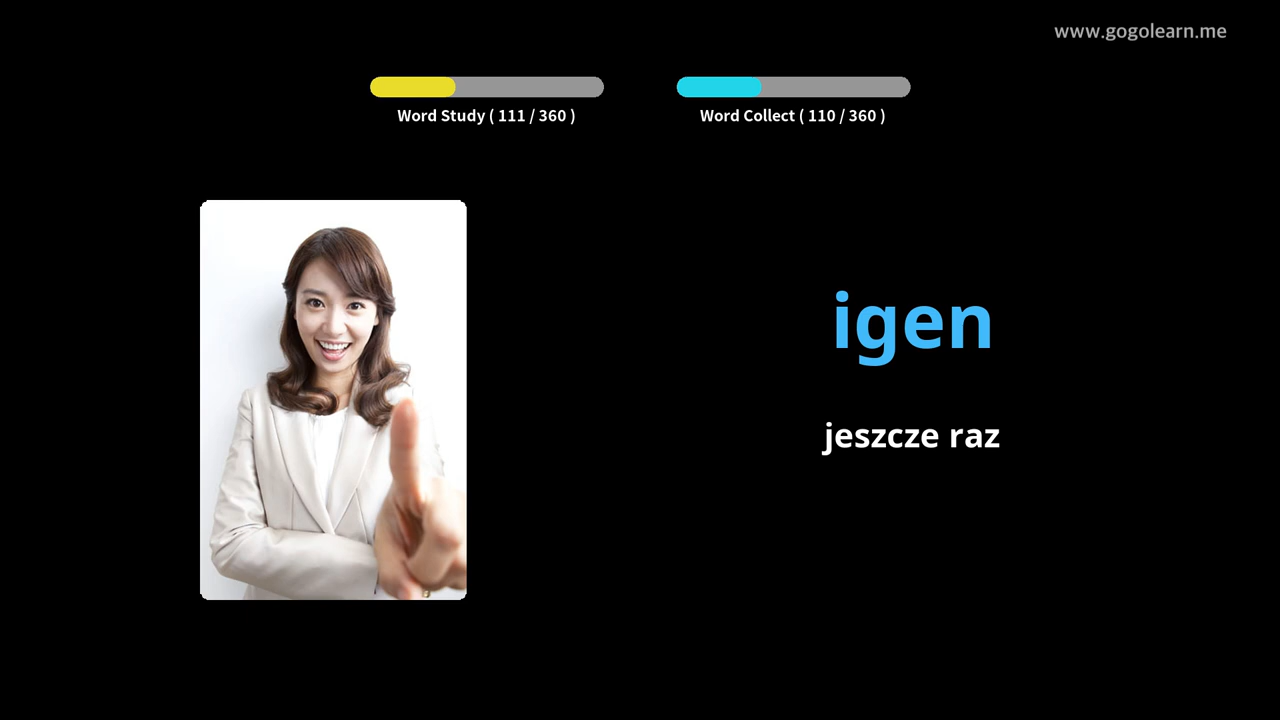 www.gogolearn.me
Word Study ( 111 / 360 )
Word Collect ( 110 / 360 )
igen
jeszcze raz